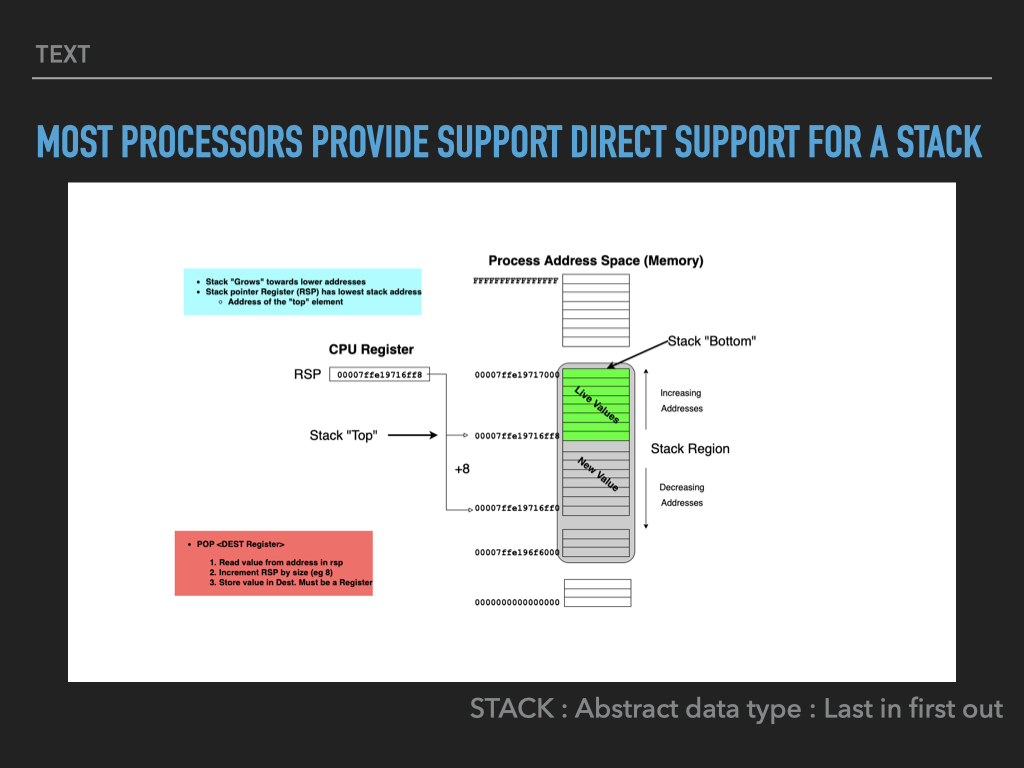 TEXT
MOST PROCESSORS PROVIDE SUPPORT DIRECT SUPPORT FOR A STACK
Process Address Space (Memory)
• Stack "Grows" towards lower addresses
• Stack pointer Register (RSP) has lowest stack address
○ Address of the "top" element
FFFFFFFFFFFFFFFF
Stack "Bottom"
CPU Register
RSP
00007ffe19716ff8
00007ffe19717000
Live Values
Increasing
Addresses
Stack "Top"
00007ffe19716ff8
Stack Region
+8
New Value
Decreasing
Addresses
00007ffe19716ff0
• POP <DEST Register>
1. Read value from address in rsp
2. Increment RSP by size (eg 8)
3. Store value in Dest. Must be a Register
00007ffe196f6000
0000000000000000
STACK : Abstract data type : Last in first out